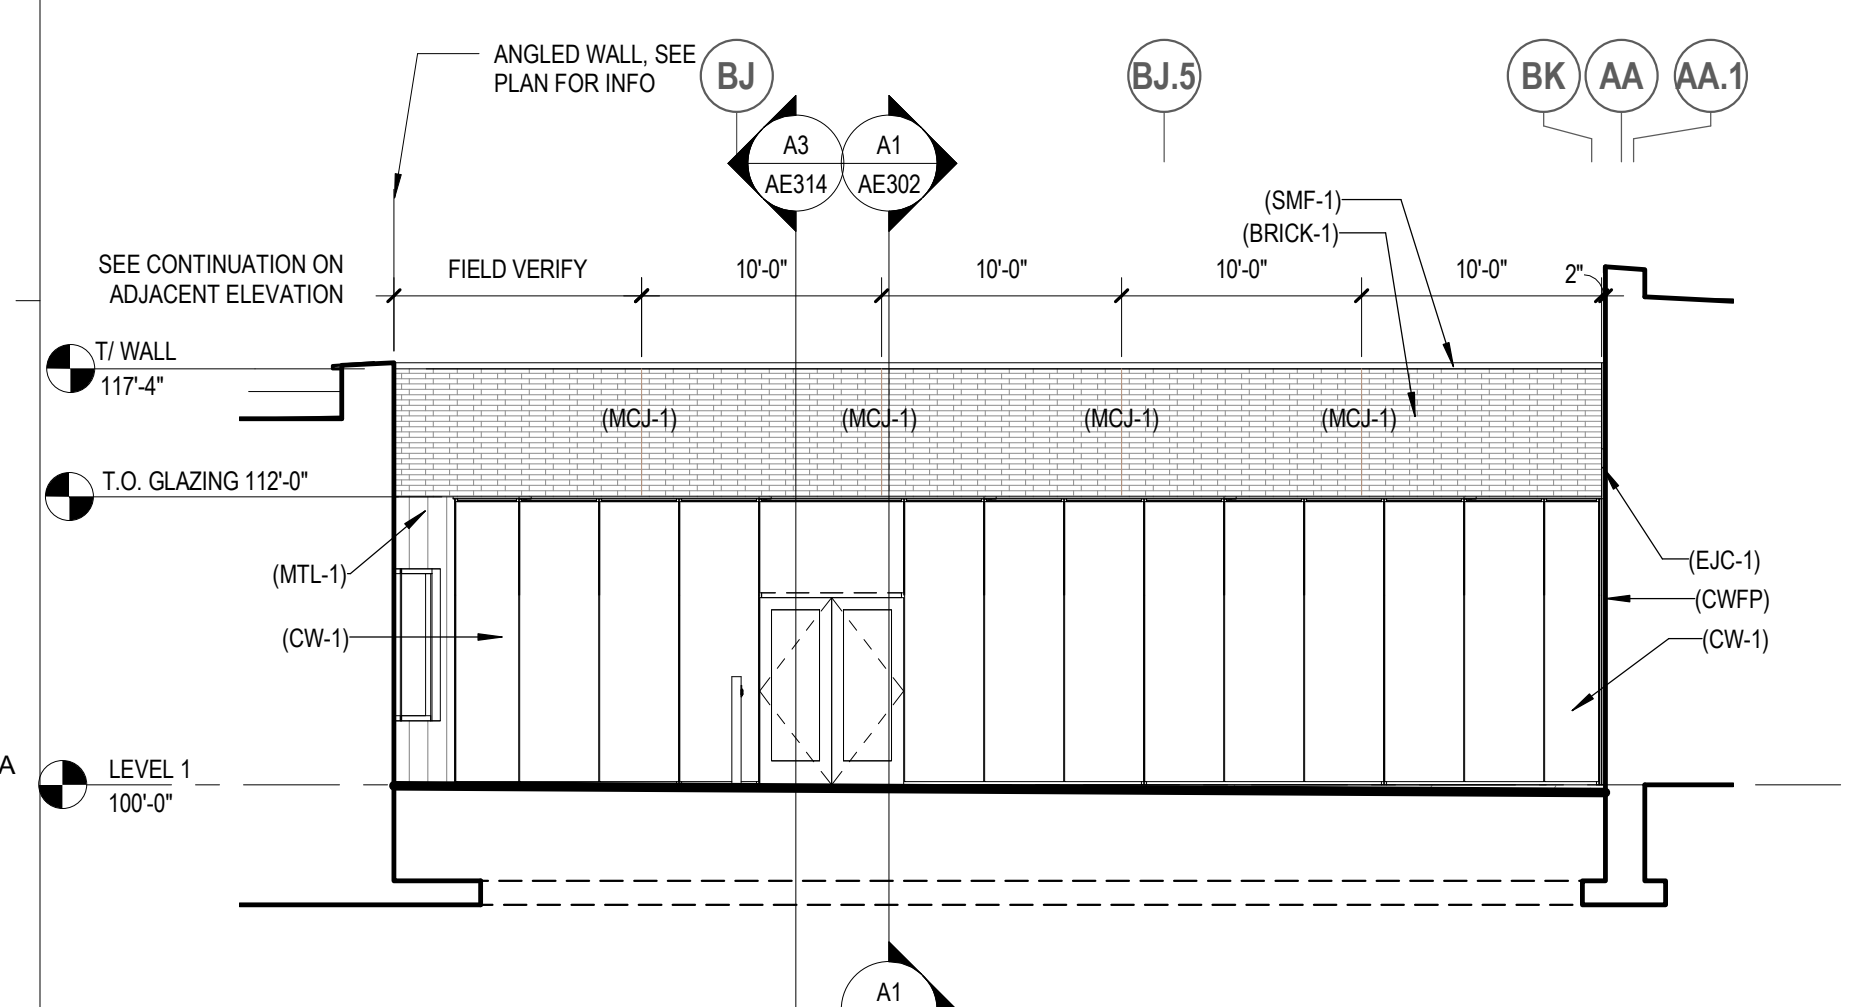 ANGLED WALL, SEE
PLAN FOR INFO
BJ
BJ.5
BK
AA
AA.1
A3
AE314
A1
AE302
(SMF-1)
(BRICK-1)
SEE CONTINUATION ON
ADJACENT ELEVATION
FIELD VERIFY
10'-0"
10'-0"
10'-0"
10'-0"
2"
T/ WALL
117'-4"
(MCJ-1)
(MCJ-1)
(MCJ-1)
(MCJ-1)
T.O. GLAZING 112'-0"
(MTL-1)
(EJC-1)
(CWFP)
(CW-1)
(CW-1)
A
LEVEL 1
100'-0"
A1